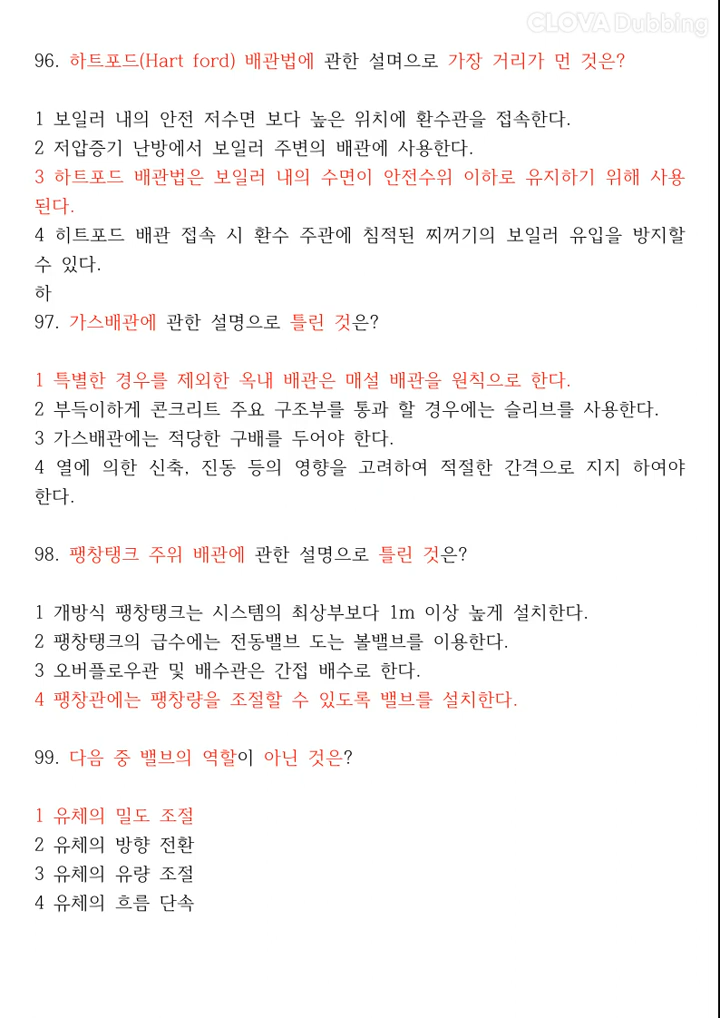 CLOVA Dubbing
96. 하트포드(Hart ford) 배관법에 관한 설며으로 가장 거리가 먼 것은?
1 보일러 내의 안전 저수면 보다 높은 위치에 환수관을 접속한다.
2 저압증기 난방에서 보일러 주변의 배관에 사용한다.
3 하트포드 배관법은 보일러 내의 수면이 안전수위 이하로 유지하기 위해 사용
된다.
4 히트포드 배관 접속 시 환수 주관에 침적된 찌꺼기의 보일러 유입을 방지할
수 있다.
하
97. 가스배관에 관한 설명으로 틀린 것은?
1 특별한 경우를 제외한 옥내 배관은 매설 배관을 원칙으로 한다.
2 부득이하게 콘크리트 주요 구조부를 통과 할 경우에는 슬리브를 사용한다.
3 가스배관에는 적당한 구배를 두어야 한다.
4 열에 의한 신축, 진동 등의 영향을 고려하여 적절한 간격으로 지지 하여야
한다.
98. 팽창탱크 주위 배관에 관한 설명으로 틀린 것은?
1 개방식 팽창탱크는 시스템의 최상부보다 1m 이상 높게 설치한다.
2 팽창탱크의 급수에는 전동밸브 도는 볼밸브를 이용한다.
3 오버플로우관 및 배수관은 간접 배수로 한다.
4 팽창관에는 팽창량을 조절할 수 있도록 밸브를 설치한다.
99. 다음 중 밸브의 역할이 아닌 것은?
1 유체의 밀도 조절
2 유체의 방향 전환
3 유체의 유량 조절
4 유체의 흐름 단속